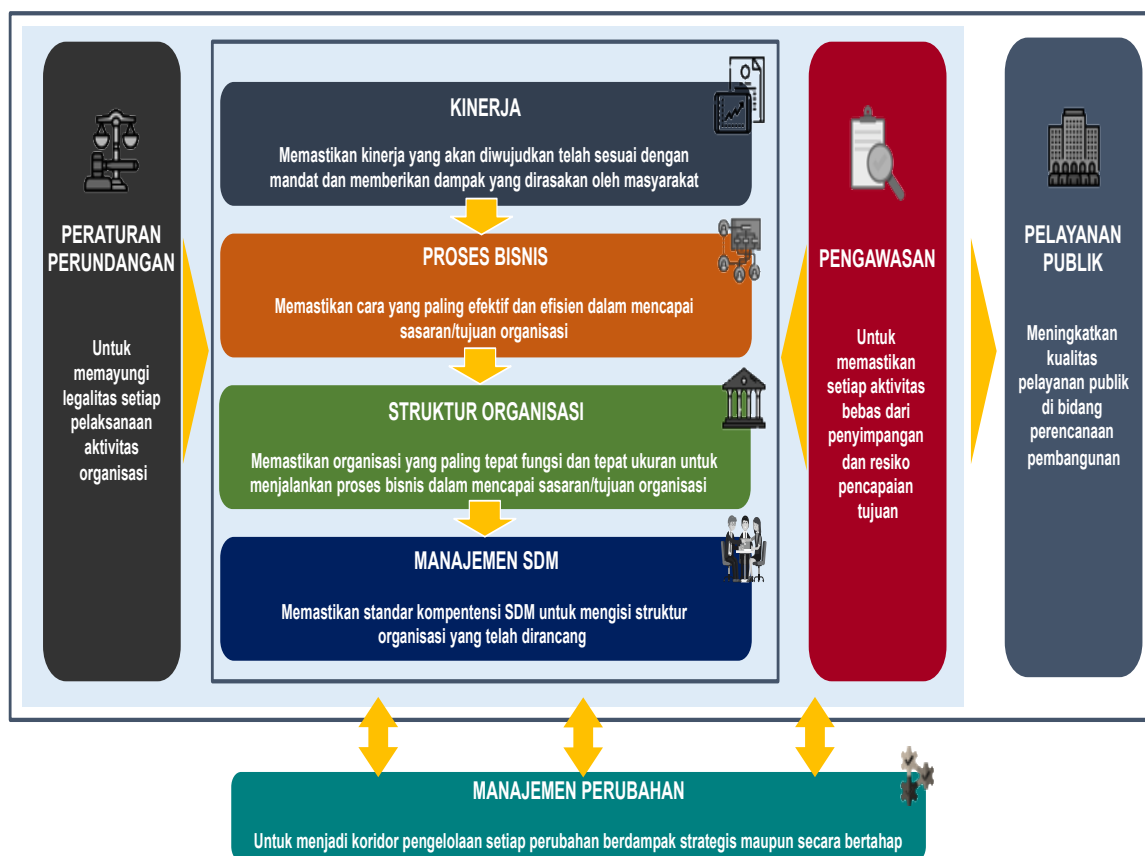 PERATURAN
PERUNDANGAN
Untuk
memayungi
legalitas setiap
pelaksanaan
aktivitas
organisasi
KINERJA
Memastikan kinerja yang akan diwujudkan telah sesuai dengan
mandat dan memberikan dampak yang dirasakan oleh masyarakat
PROSES BISNIS
Memastikan cara yang paling efektif dan efisien dalam mencapai
sasaran/tujuan organisasi
STRUKTUR ORGANISASI
Memastikan organisasi yang paling tepat fungsi dan tepat ukuran untuk
menjalankan proses bisnis dalam mencapai sasaran/tujuan organisasi
MANAJEMEN SDM
Memastikan standar kompentensi SDM untuk mengisi struktur
organisasi yang telah dirancang
PENGAWASAN
Untuk
memastikan
setiap aktivitas
bebas dari
penyimpangan
dan resiko
pencapaian
tujuan
PELAYANAN
PUBLIK
Meningkatkan
kualitas
pelayanan publik
di bidang
perencanaan
pembangunan
MANAJEMEN PERUBAHAN
Untuk menjadi koridor pengelolaan setiap perubahan berdampak strategis maupun secara bertahap